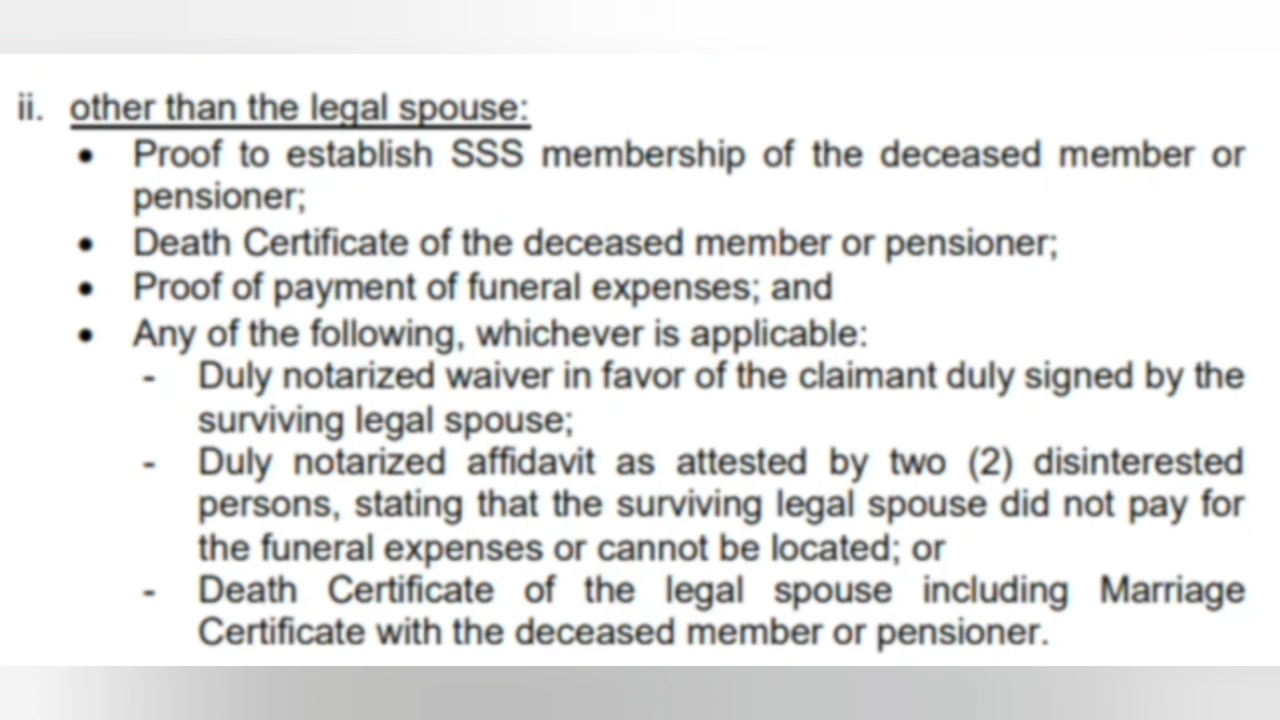 ii. other than the legal spouse:
• Proof to establish SSS membership of the deceased member or
pensioner;
• Death Certificate of the deceased member or pensioner;
• Proof of payment of funeral expenses; and
• Any of the following, whichever is applicable:
- Duly notarized waiver in favor of the claimant duly signed by the
surviving legal spouse;
- Duly notarized affidavit as attested by two (2) disinterested
persons, stating that the surviving legal spouse did not pay for
the funeral expenses or cannot be located; or
- Death Certificate of the legal spouse including Marriage
Certificate with the deceased member or pensioner.